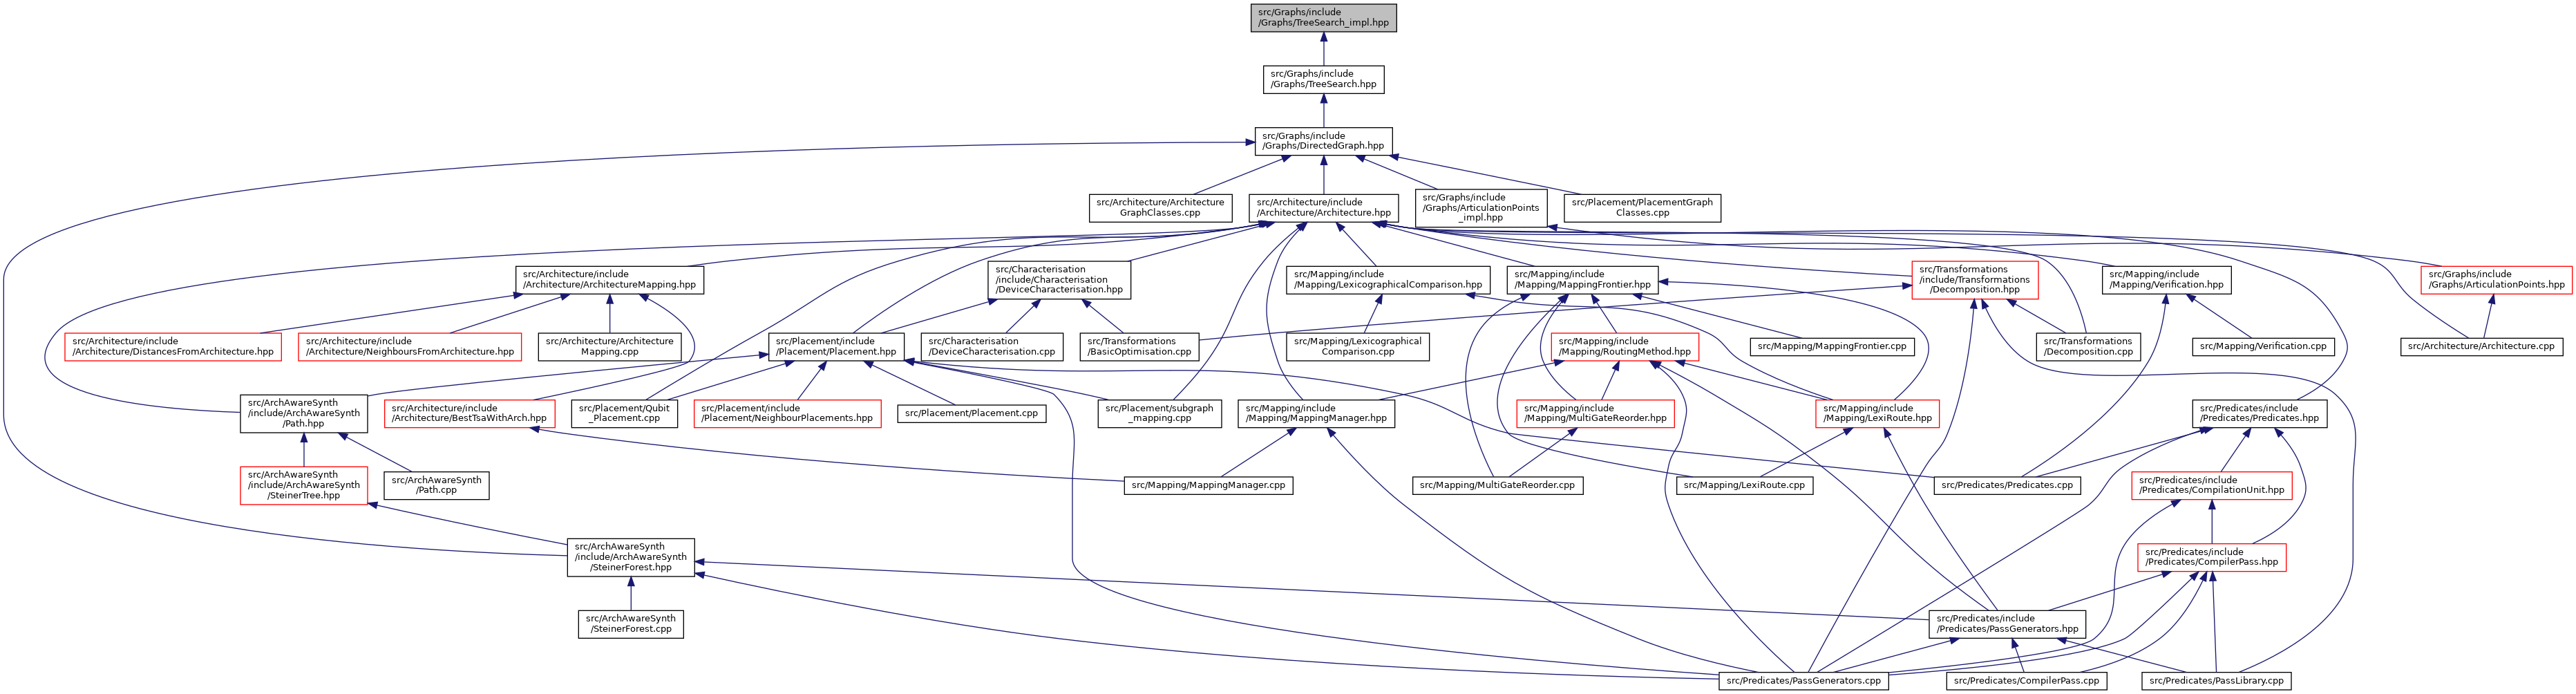 src/Graphs/include
/Graphs/TreeSearch_impl.hpp
src/Graphs/include
/Graphs/TreeSearch.hpp
src/Graphs/include
/Graphs/DirectedGraph.hpp
src/Architecture/Architecture
GraphClasses.cpp
src/Architecture/include
/Architecture/Architecture.hpp
src/Graphs/include
/Graphs/ArticulationPoints
_impl.hpp
src/Placement/PlacementGraph
Classes.cpp
src/Architecture/include
/Architecture/ArchitectureMapping.hpp
src/Characterisation
/include/Characterisation
/DeviceCharacterisation.hpp
src/Mapping/include
/Mapping/LexicographicalComparison.hpp
src/Mapping/include
/Mapping/MappingFrontier.hpp
src/Transformations
/include/Transformations
/Decomposition.hpp
src/Mapping/include
/Mapping/Verification.hpp
src/Graphs/include
/Graphs/ArticulationPoints.hpp
src/Architecture/include
/Architecture/DistancesFromArchitecture.hpp
src/Architecture/include
/Architecture/NeighboursFromArchitecture.hpp
src/Architecture/Architecture
Mapping.cpp
src/Placement/include
/Placement/Placement.hpp
src/Characterisation
/DeviceCharacterisation.cpp
src/Transformations
/BasicOptimisation.cpp
src/Mapping/Lexicographical
Comparison.cpp
src/Mapping/include
/Mapping/RoutingMethod.hpp
src/Mapping/MappingFrontier.cpp
src/Transformations
/Decomposition.cpp
src/Mapping/Verification.cpp
src/Architecture/Architecture.cpp
src/ArchAwareSynth
/include/ArchAwareSynth
/Path.hpp
src/Architecture/include
/Architecture/BestTsaWithArch.hpp
src/Placement/Qubit
_Placement.cpp
src/Placement/include
/Placement/NeighbourPlacements.hpp
src/Placement/Placement.cpp
src/Placement/subgraph
_mapping.cpp
src/Mapping/include
/Mapping/MappingManager.hpp
src/Mapping/include
/Mapping/MultiGateReorder.hpp
src/Mapping/include
/Mapping/LexiRoute.hpp
src/Predicates/include
/Predicates/Predicates.hpp
src/ArchAwareSynth
/include/ArchAwareSynth
/SteinerTree.hpp
src/ArchAwareSynth
/Path.cpp
src/Mapping/MappingManager.cpp
src/Mapping/MultiGateReorder.cpp
src/Mapping/LexiRoute.cpp
src/Predicates/Predicates.cpp
src/Predicates/include
/Predicates/CompilationUnit.hpp
src/ArchAwareSynth
/include/ArchAwareSynth
/SteinerForest.hpp
src/Predicates/include
/Predicates/CompilerPass.hpp
src/ArchAwareSynth
/SteinerForest.cpp
src/Predicates/include
/Predicates/PassGenerators.hpp
src/Predicates/PassGenerators.cpp
src/Predicates/CompilerPass.cpp
src/Predicates/PassLibrary.cpp